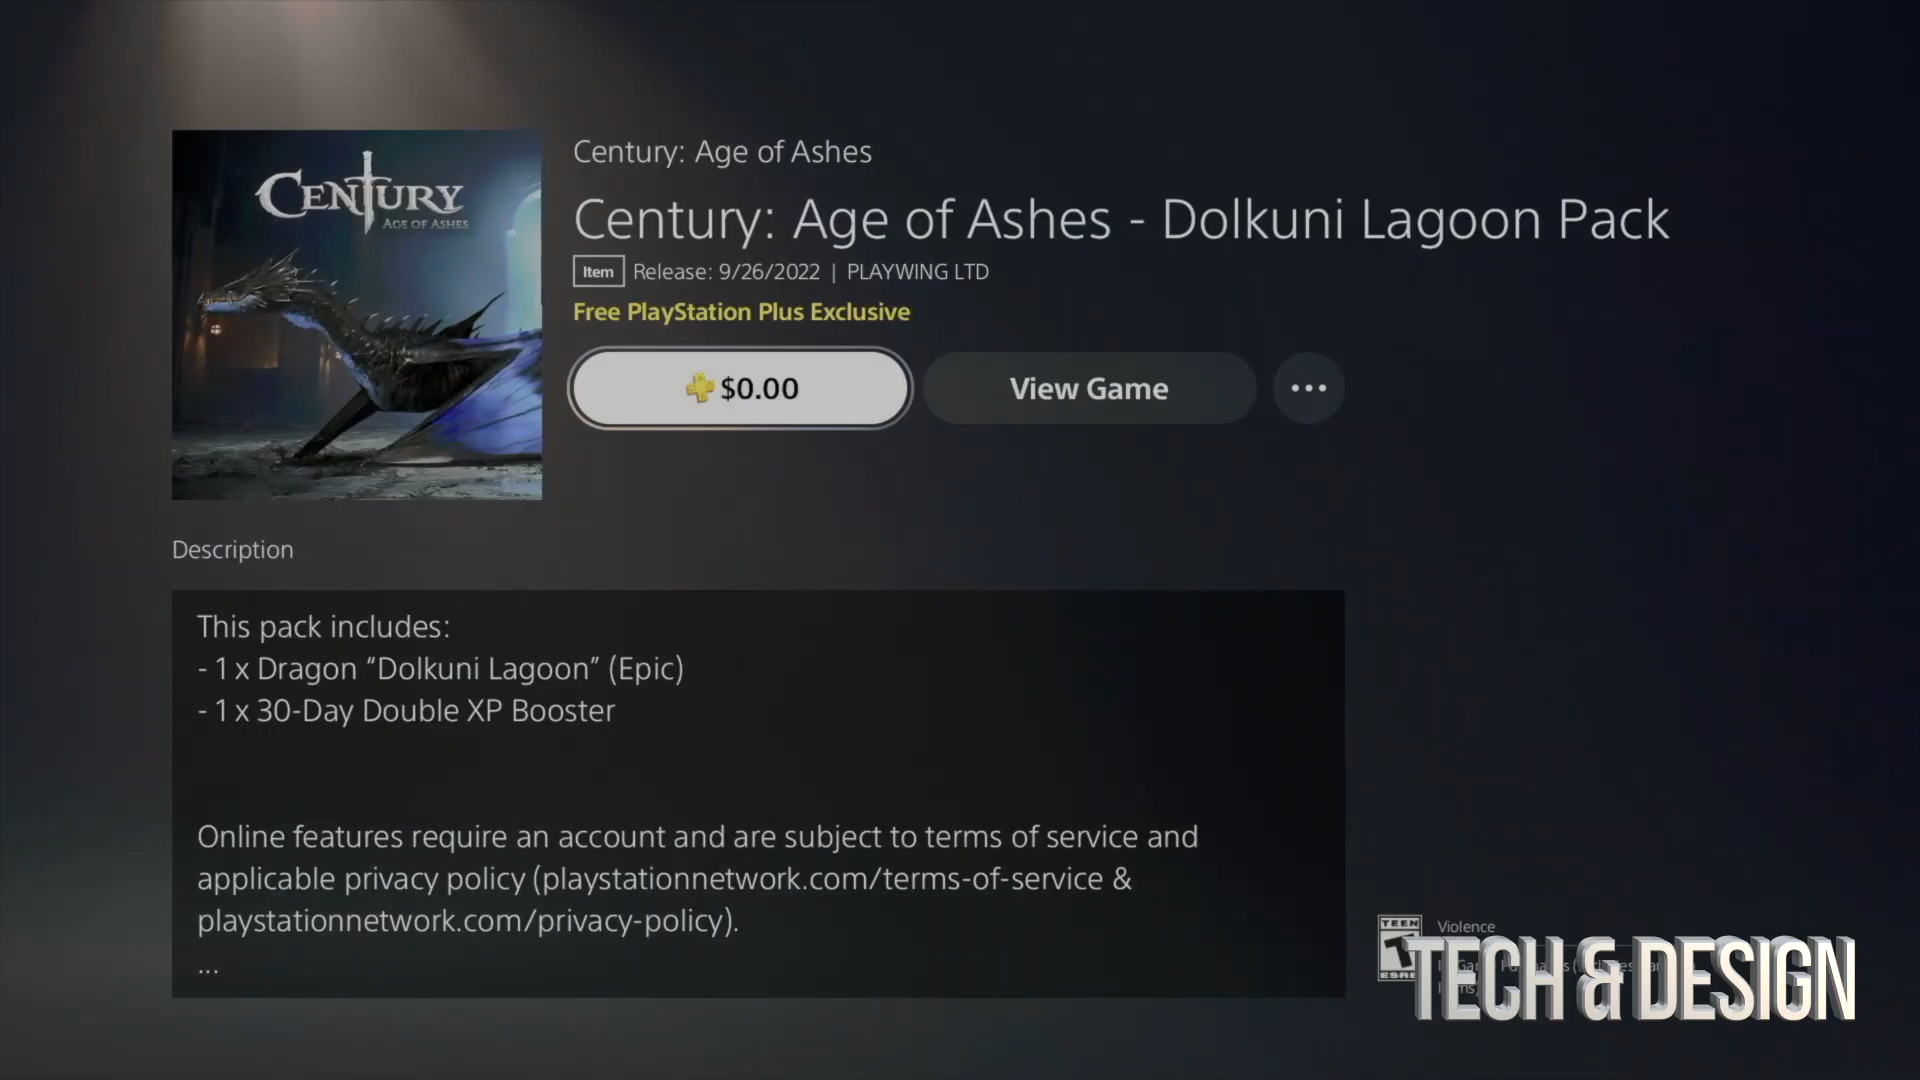 CENTURY
AGE OF ASHES
Century: Age of Ashes
Century: Age of Ashes - Dolkuni Lagoon Pack
Item Release: 9/26/2022 | PLAYWING LTD
Free PlayStation Plus Exclusive
$0.00
View Game
Description
This pack includes:
- 1 x Dragon “Dolkuni Lagoon” (Epic)
- 1 x 30-Day Double XP Booster
Online features require an account and are subject to terms of service and
applicable privacy policy (playstationnetwork.com/terms-of-service &
playstationnetwork.com/privacy-policy).
...
TEEN
T
ESRB
Violence
TECH & DESIGN